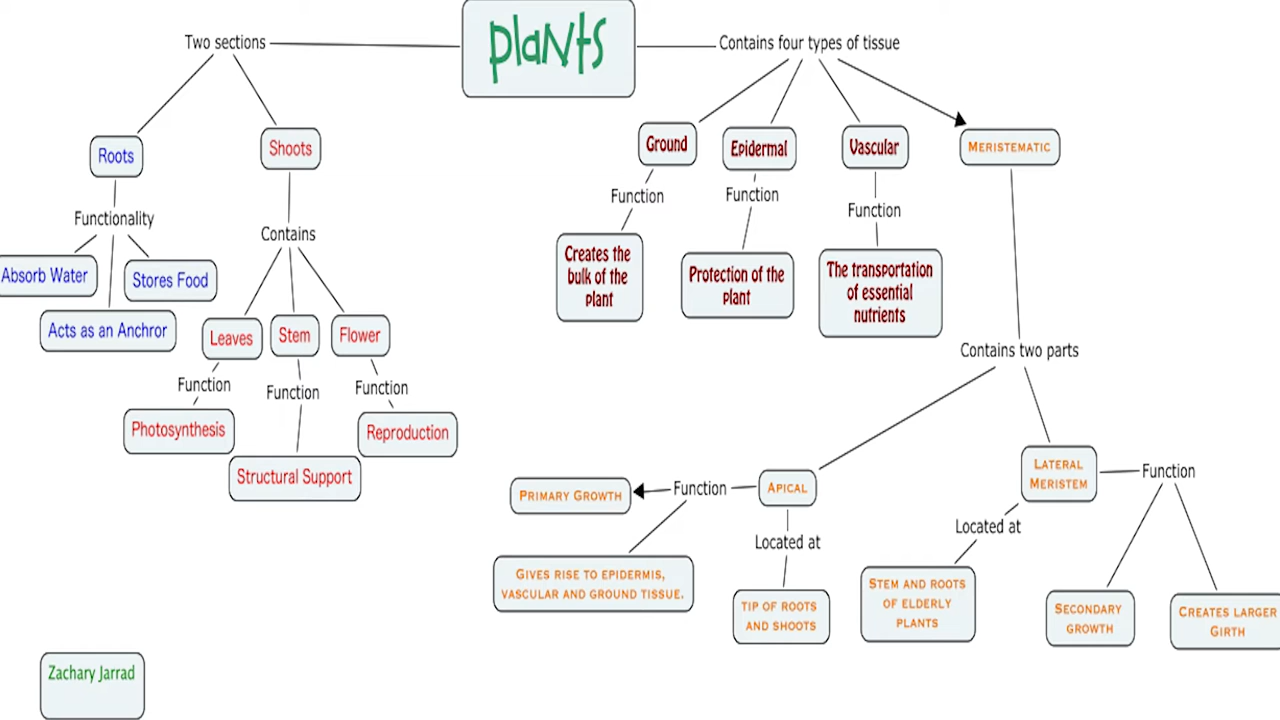 plants
Two sections
Contains four types of tissue
Roots
Shoots
Ground
Epidermal
Vascular
Meristematic
Functionality
Contains
Function
Function
Function
Absorb Water
Stores Food
Acts as an Anchror
Creates the
bulk of the
plant
Protection of the
plant
The transportation
of essential
nutrients
Leaves
Stem
Flower
Contains two parts
Function
Function
Function
Photosynthesis
Reproduction
Structural Support
Primary Growth
Function
Apical
Lateral
Meristem
Function
Located at
Located at
Gives rise to epidermis,
vascular and ground tissue.
tip of roots
and shoots
Stem and roots
of elderly
plants
Secondary
growth
Creates larger
Girth
Zachary Jarrad